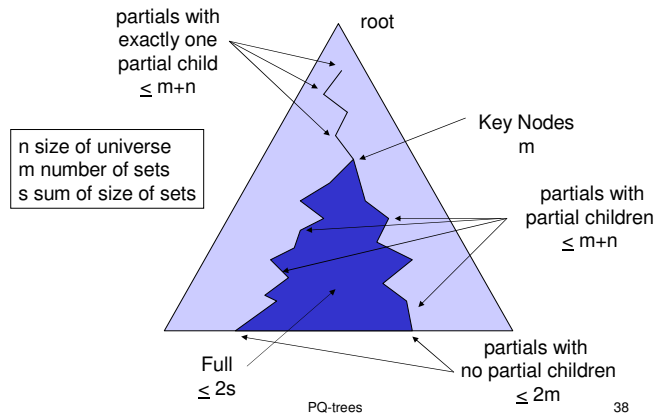 partials with
exactly one
partial child
≤ m+n
root
n size of universe
m number of sets
s sum of size of sets
Key Nodes
m
partials with
partial children
≤ m+n
Full
≤ 2s
partials with
no partial children
≤ 2m
PQ-trees
38